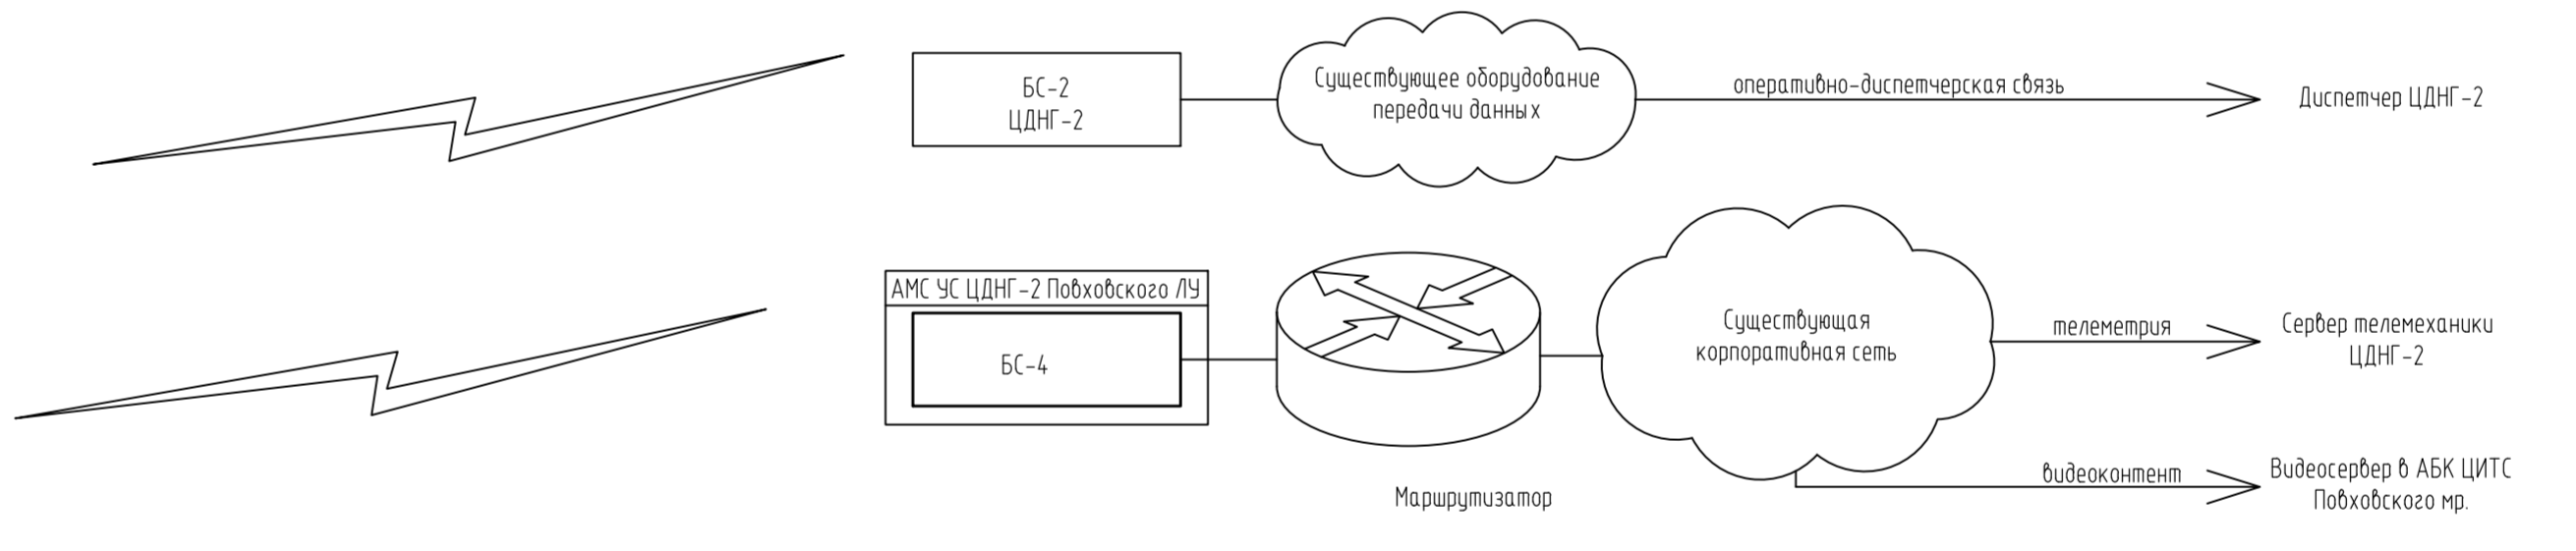 БС-2
ЦДНГ-2
Существующее оборудование
передачи данных
оперативно-диспетчерская связь
Диспетчер ЦДНГ-2
АМС УС ЦДНГ-2 Повховского ЛУ
БС-4
Маршрутизатор
Существующая
корпоративная сеть
телеметрия
Сервер телемеханики
ЦДНГ-2
видеоконтент
Видеосервер в АБК ЦИТС
Повховского мр.